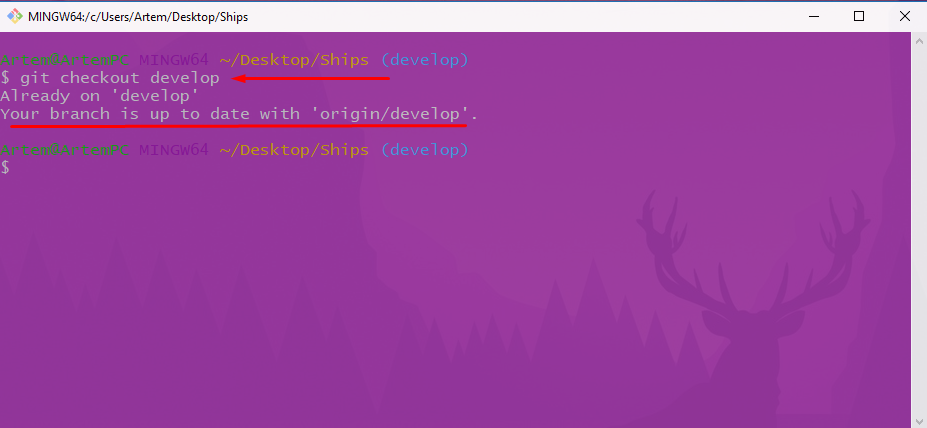 MINGW64:/c/Users/Artem/Desktop/Ships
Artem@ArtemPC MINGW64 ~/Desktop/Ships (develop)
$ git checkout develop
Already on 'develop'
Your branch is up to date with 'origin/develop'.
Artem@ArtemPC MINGW64 ~/Desktop/Ships (develop)
$